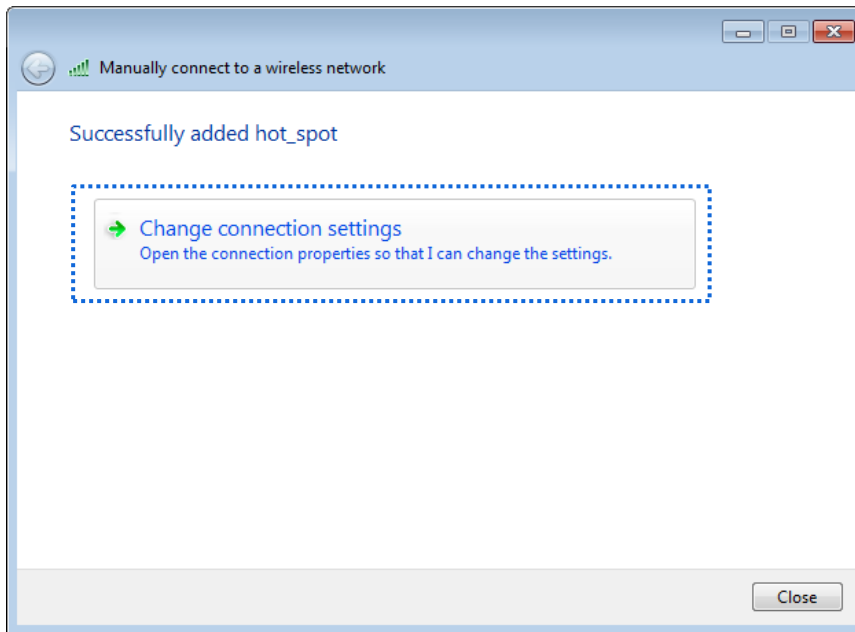 Manually connect to a wireless network
Successfully added hot_spot
Change connection settings
Open the connection properties so that I can change the settings.
Close